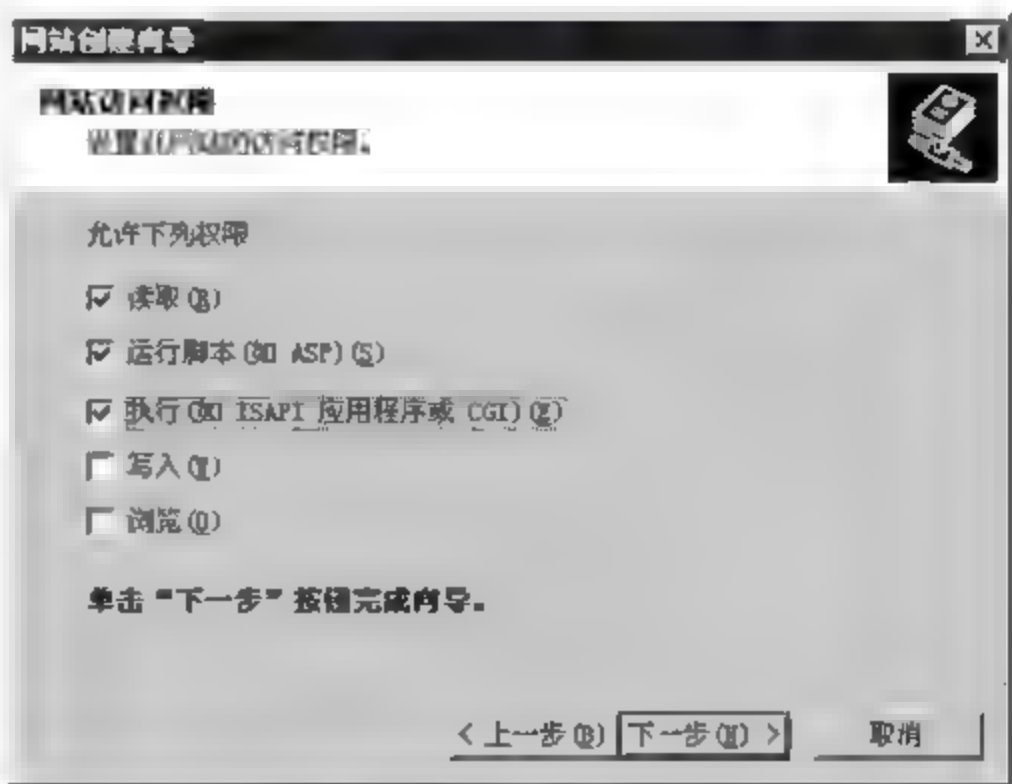 网站创建向导
网站访问权限
设置此网站的访问权限。
允许下列权限
读取(R)
运行脚本(如 ASP)(S)
执行(如 ISAPI 应用程序或 CGI)(E)
写入(W)
浏览(O)
单击“下一步”按钮完成向导。
< 上一步(B) 下一步(N) > 取消